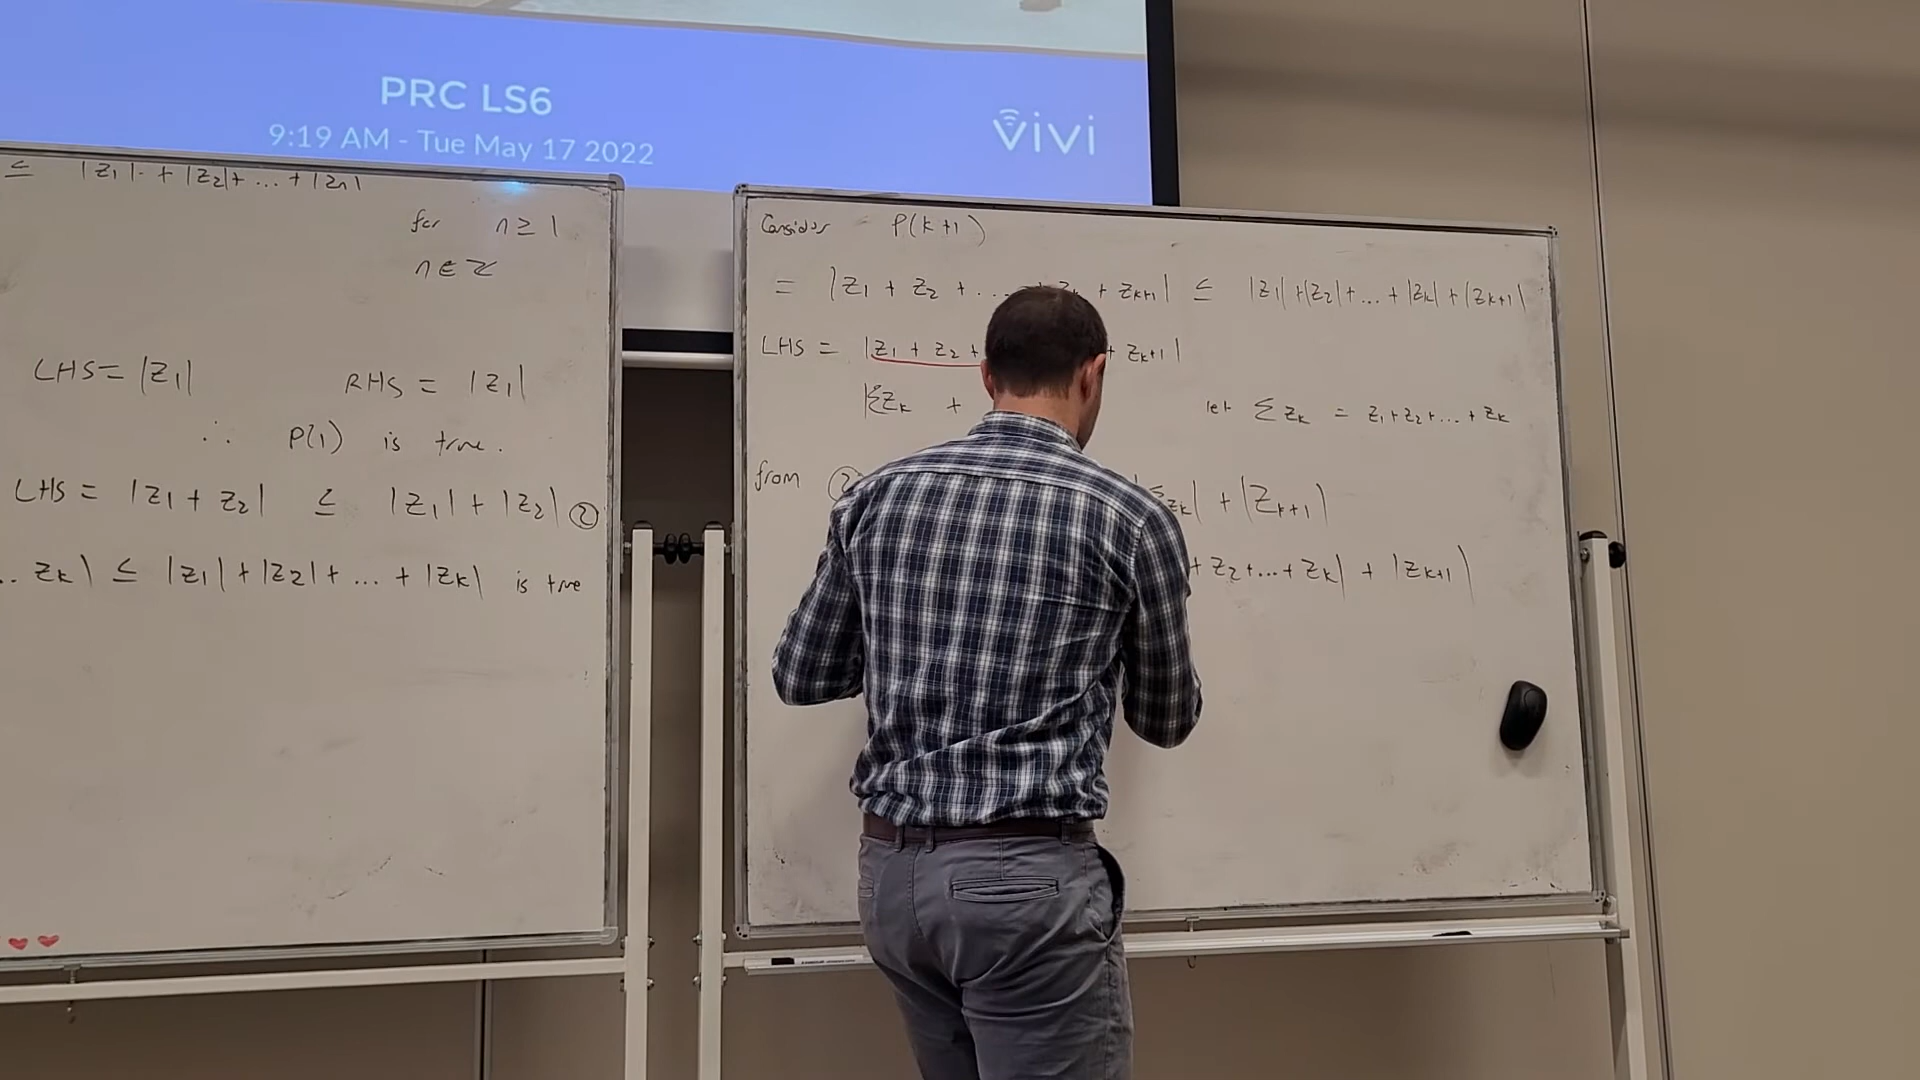 PRC LS6
9:19 AM - Tue May 17 2022
vivi
≤ |z₁| + |z₂| + ... + |zn|
for n ≥ 1
n ∈ ℤ
LHS = |z₁| RHS = |z₁|
∴ P(1) is true.
LHS = |z₁ + z₂| ≤ |z₁| + |z₂| ②
.. zₖ| ≤ |z₁| + |z₂| + ... + |zₖ| is true
Consider P(k+1)
= |z₁ + z₂ + ... + zₖ + zₖ₊₁| ≤ |z₁| + |z₂| + ... + |zₖ| + |zₖ₊₁|
LHS = |z₁ + z₂ + + zₖ₊₁|
|Σzₖ + let Σzₖ = z₁ + z₂ + ... + zₖ
from ② Σzₖ| + |zₖ₊₁|
+ z₂ + ... + zₖ| + |zₖ₊₁|